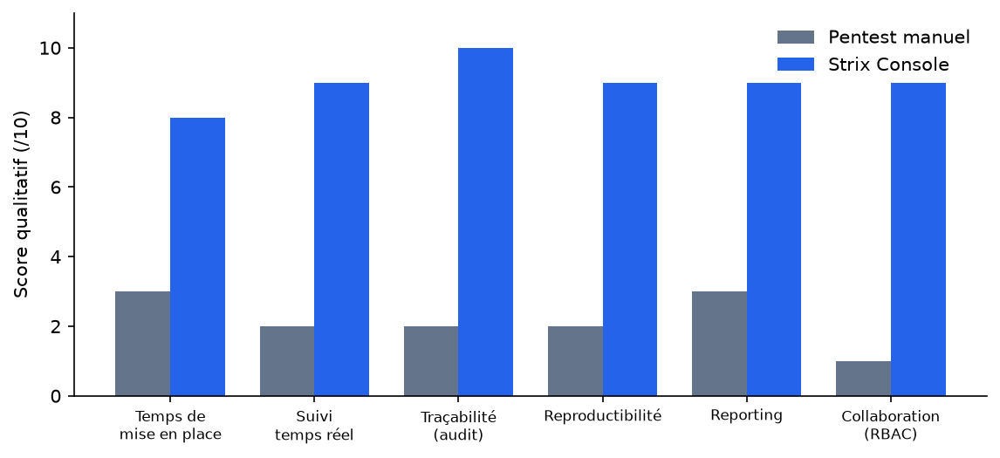 Pentest manuel
Strix Console
Score qualitatif (/10)
10
8
6
4
2
0
Temps de
mise en place
Suivi
temps réel
Traçabilité
(audit)
Reproductibilité
Reporting
Collaboration
(RBAC)